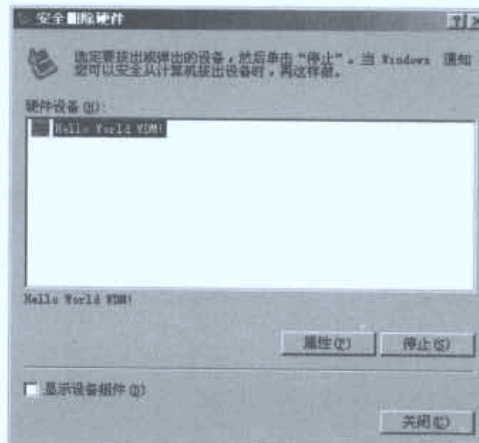 安全删除硬件
选定要拔出或弹出的设备，然后单击“停止”。当 Windows 通知
您可以安全从计算机拔出设备时，再这样做。
硬件设备(H):
Hello World WDM!
Hello World WDM!
属性(P)
停止(S)
显示设备组件(D)
关闭(C)